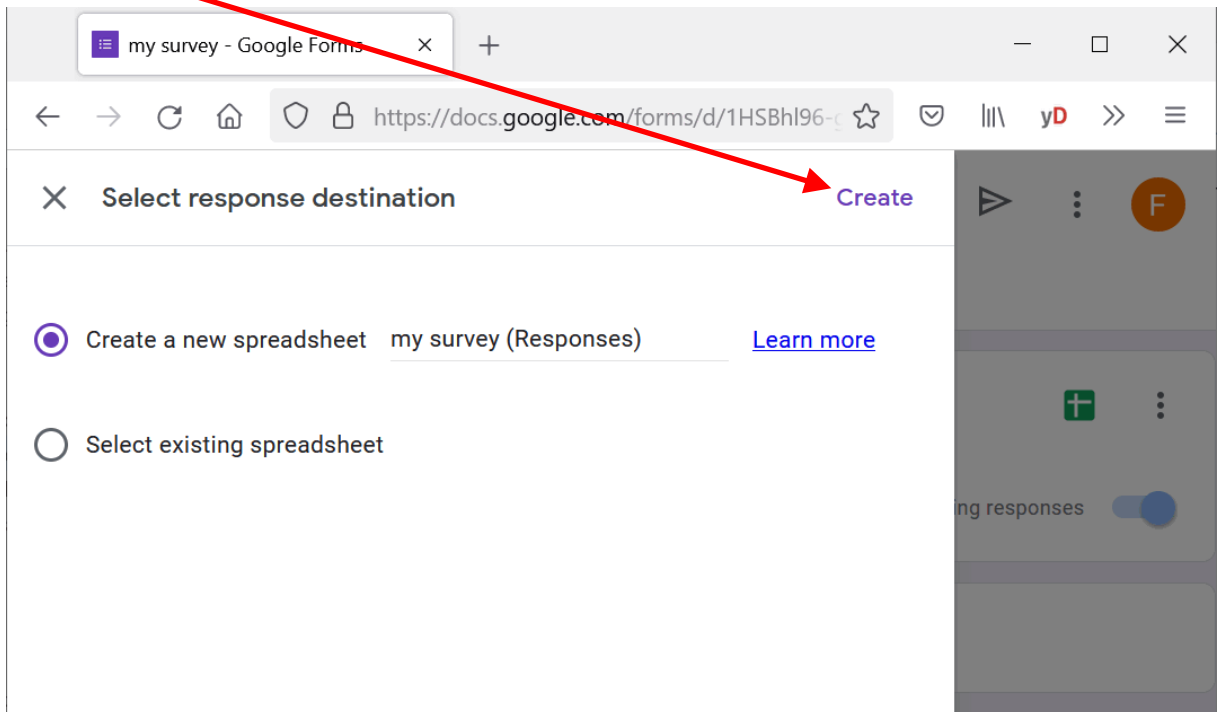 my survey - Google Forms
https://docs.google.com/forms/d/1HSBhl96-
yD
Select response destination
Create
F
Create a new spreadsheet my survey (Responses) Learn more
Select existing spreadsheet
ing responses